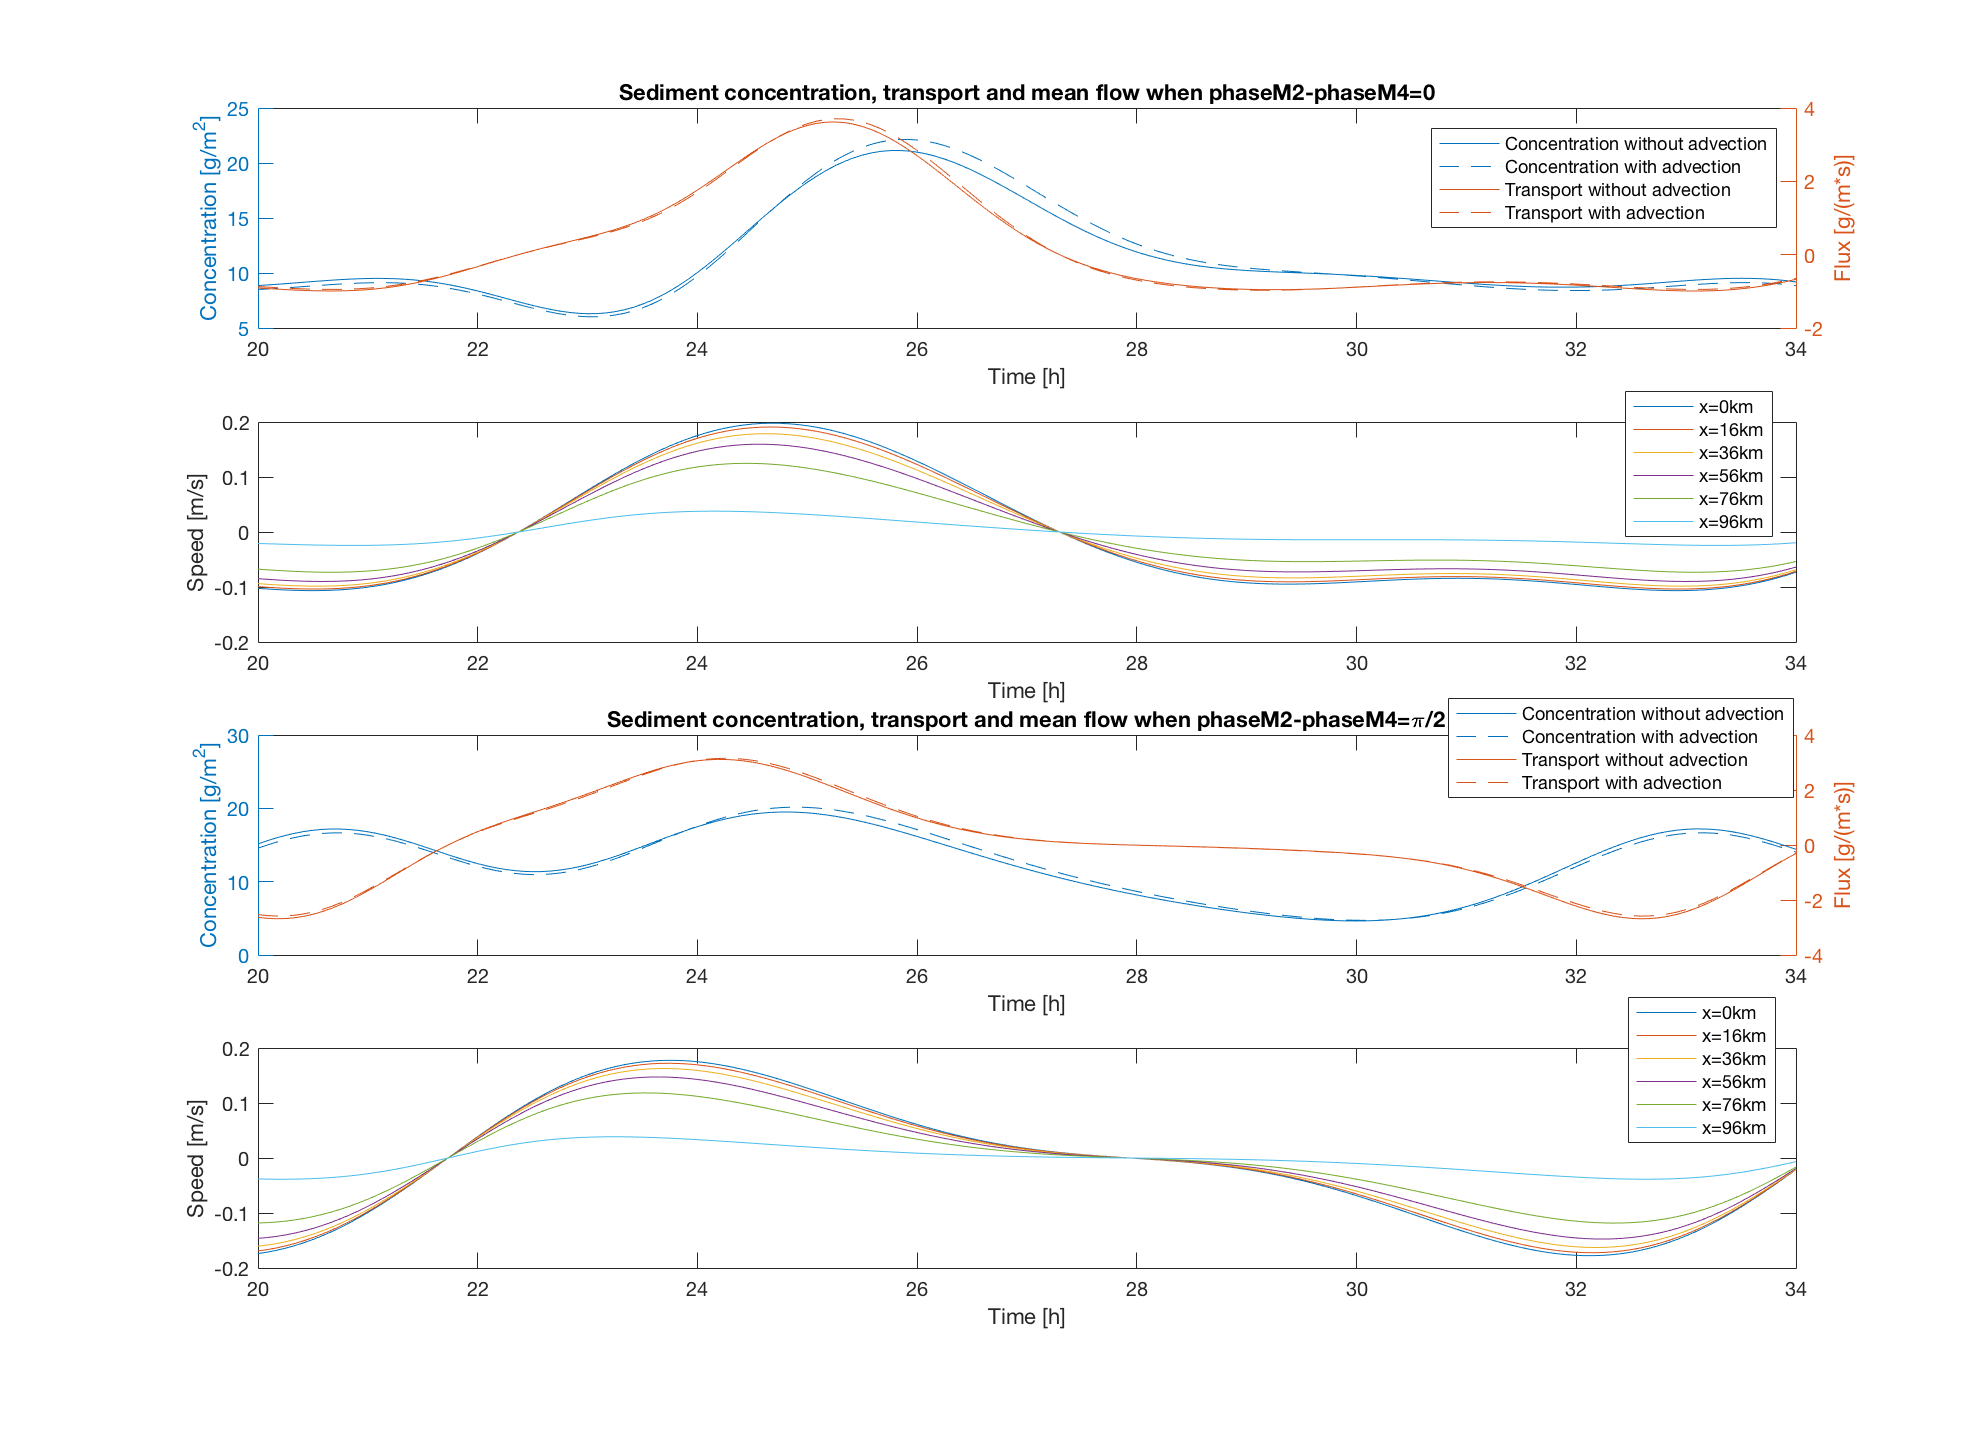 Sediment concentration, transport and mean flow when phaseM2-phaseM4=0
25
20
15
10
5
Concentration [g/m2]
4
2
0
-2
Flux [g/(m*s)]
Concentration without advection
Concentration with advection
Transport without advection
Transport with advection
20 22 24 26 28 30 32 34
Time [h]
x=0km
x=16km
x=36km
x=56km
x=76km
x=96km
0.2
0.1
0
-0.1
-0.2
Speed [m/s]
20 22 24 26 28 30 32 34
Time [h]
Sediment concentration, transport and mean flow when phaseM2-phaseM4=π/2
Concentration without advection
Concentration with advection
Transport without advection
Transport with advection
30
20
10
0
Concentration [g/m2]
4
2
0
-2
-4
Flux [g/(m*s)]
20 22 24 26 28 30 32 34
Time [h]
x=0km
x=16km
x=36km
x=56km
x=76km
x=96km
0.2
0.1
0
-0.1
-0.2
Speed [m/s]
20 22 24 26 28 30 32 34
Time [h]